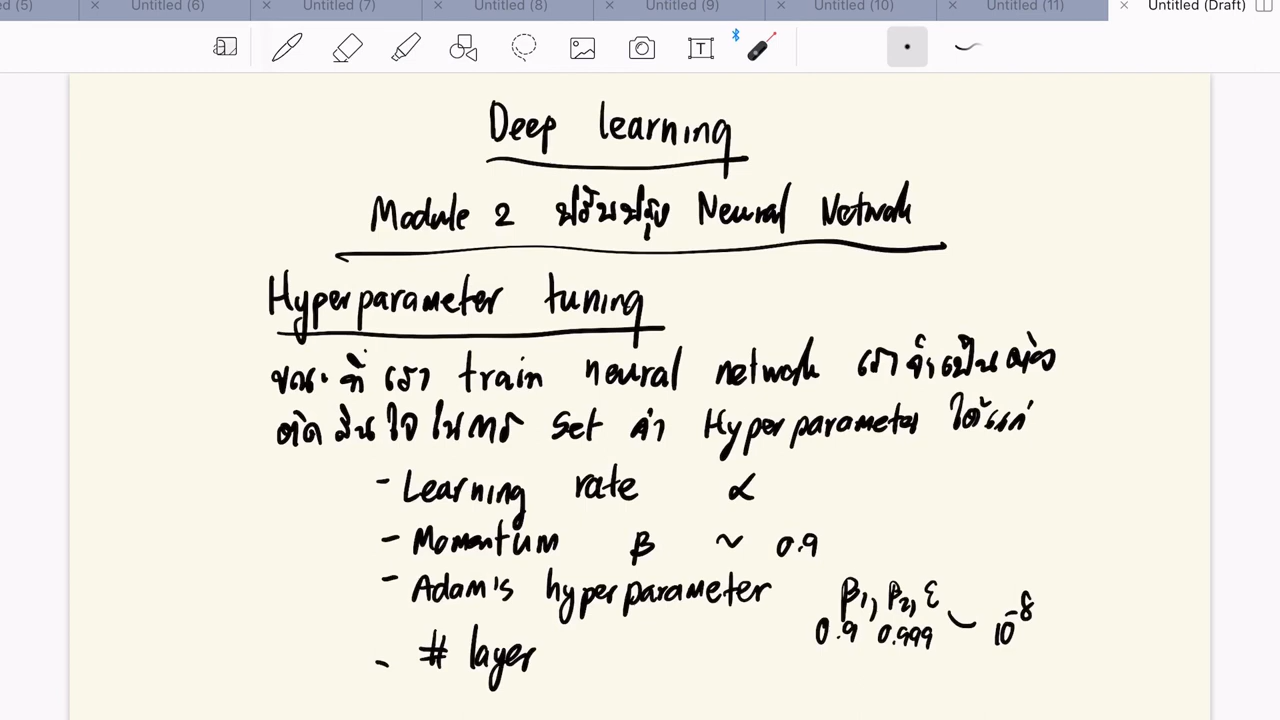 ed (5) Untitled (6) Untitled (7) Untitled (8) Untitled (9) Untitled (10) Untitled (11) Untitled (Draft)
T
Deep learning
Module 2 ปรับปรุง Neural Network
Hyperparameter tuning
ขณะที่ เรา train neural network เราจำเป็นต้อง
ตัดสินใจในการ set ค่า Hyperparameter ได้แก่
- Learning rate α
- Momentum β ~ 0.9
- Adam's hyperparameter β1, β2, ε
0.9 0.999 ~ 10^-8
- # layer